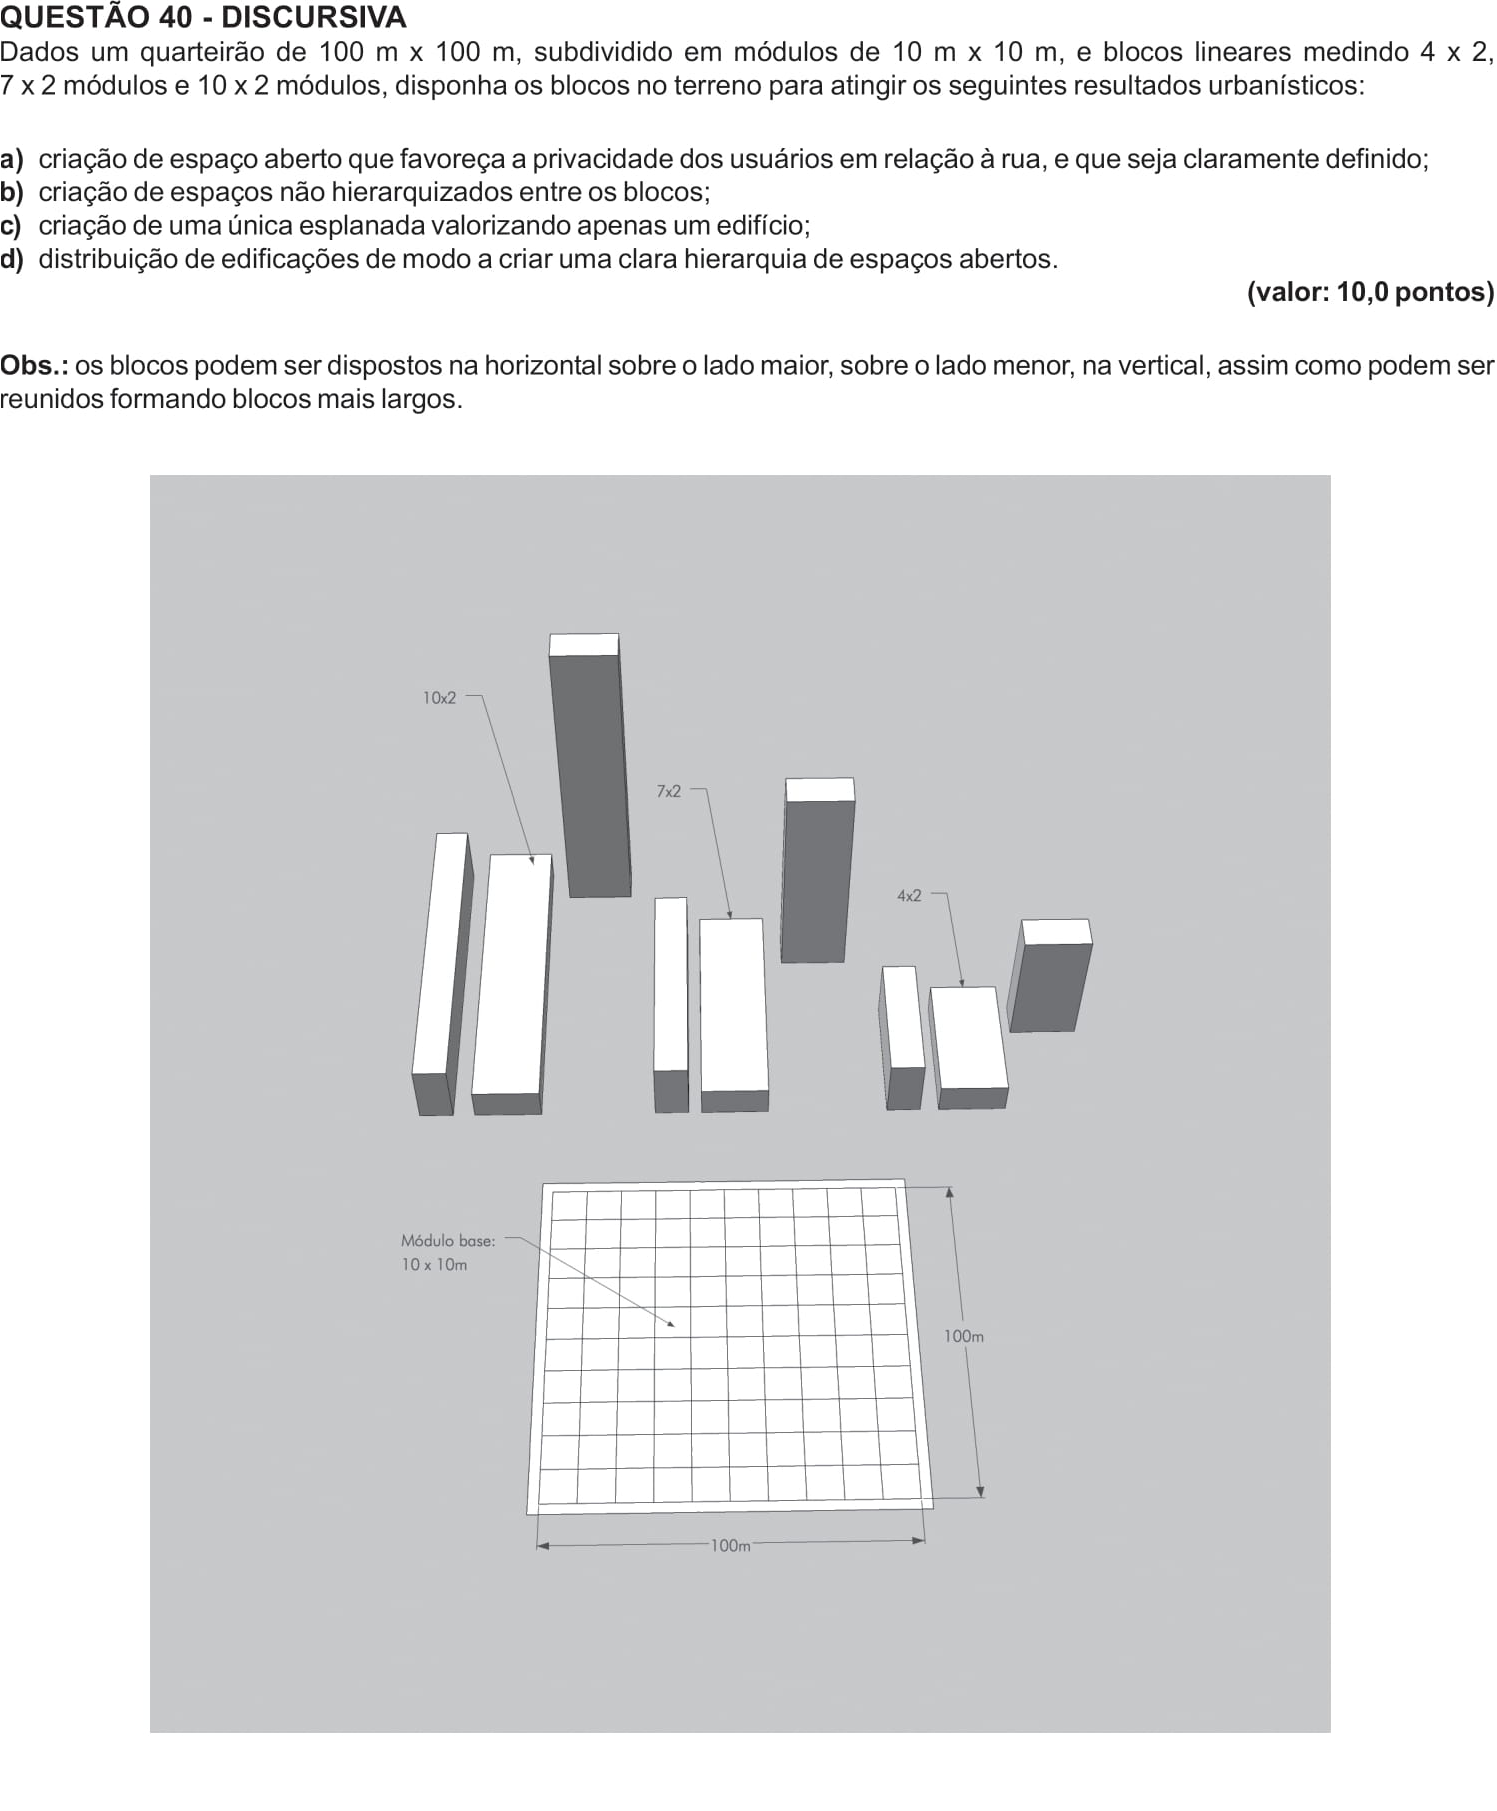 QUESTÃO 40 - DISCURSIVA
Dados um quarteirão de 100 m x 100 m, subdividido em módulos de 10 m x 10 m, e blocos lineares medindo 4 x 2,
7 x 2 módulos e 10 x 2 módulos, disponha os blocos no terreno para atingir os seguintes resultados urbanísticos:
a) criação de espaço aberto que favoreça a privacidade dos usuários em relação à rua, e que seja claramente definido;
b) criação de espaços não hierarquizados entre os blocos;
c) criação de uma única esplanada valorizando apenas um edifício;
d) distribuição de edificações de modo a criar uma clara hierarquia de espaços abertos.
(valor: 10,0 pontos)
Obs.: os blocos podem ser dispostos na horizontal sobre o lado maior, sobre o lado menor, na vertical, assim como podem ser
reunidos formando blocos mais largos.
10x2
7x2
4x2
Módulo base:
10 x 10m
100m
100m